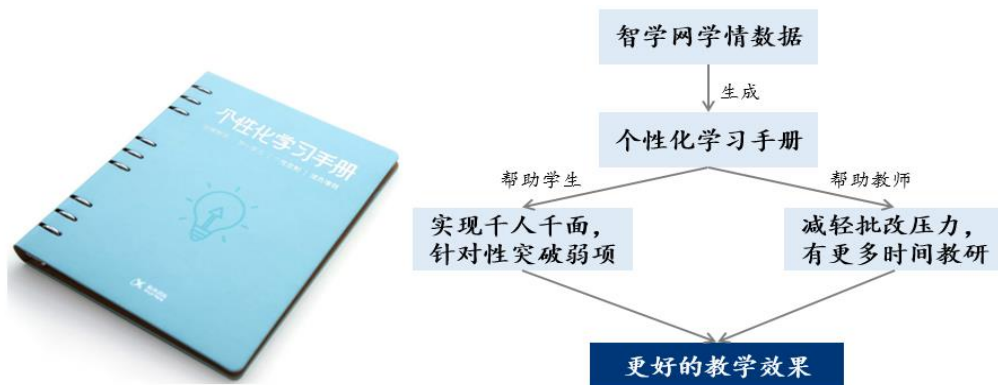 个性化学习手册
智学网学情数据
生成
个性化学习手册
帮助学生
帮助教师
实现千人千面，
针对性突破弱项
减轻批改压力，
有更多时间教研
更好的教学效果